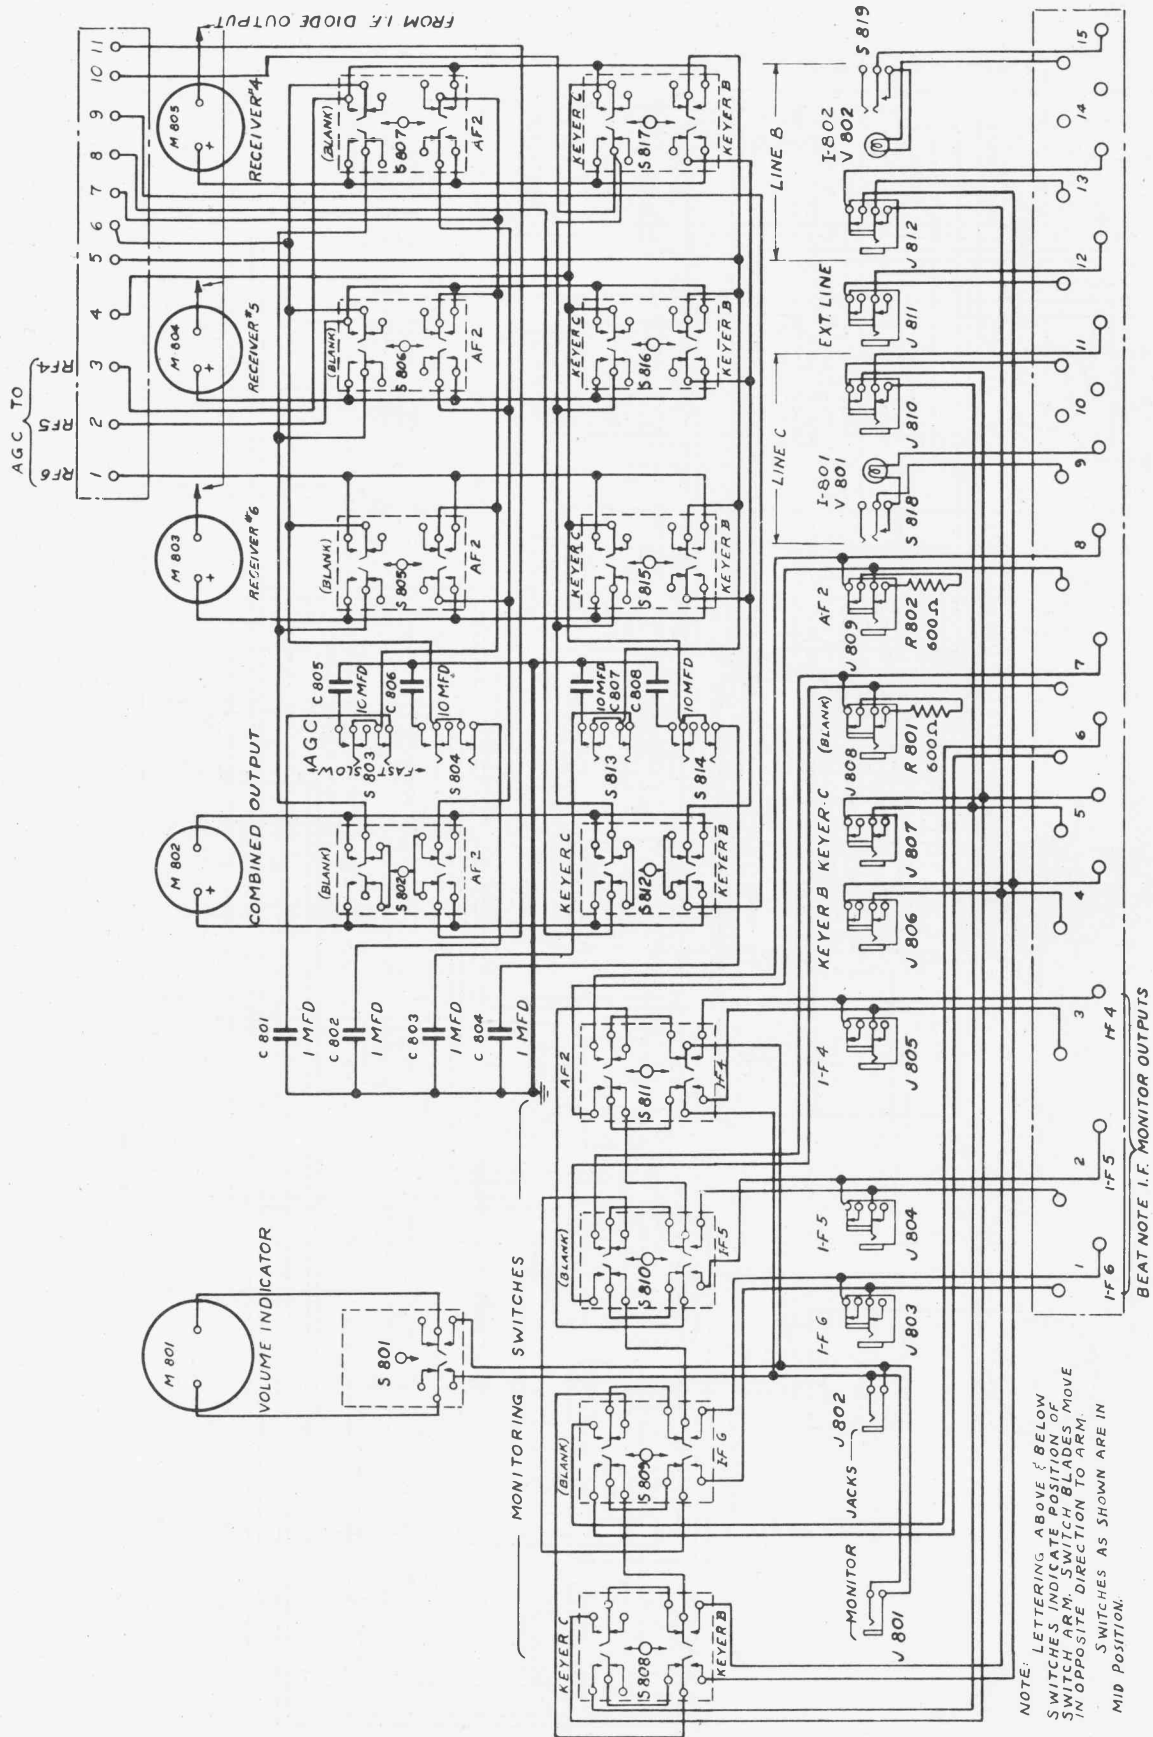 AGC TO
RF6 RF5 RF4
1 2 3 4 5 6 7 8 9 10 11
FROM I.F. DIODE OUTPUT
M 801
VOLUME INDICATOR
M 802
COMBINED OUTPUT
M 803
RECEIVER #6
M 804
RECEIVER #5
M 805
RECEIVER #4
S 801
C 801
1 MFD
C 802
1 MFD
C 803
1 MFD
C 804
1 MFD
(BLANK)
S 802
AF2
AGC
FAST SLOW
S 803
S 804
C 805
10 MFD
C 806
10 MFD
(BLANK)
S 805
AF 2
(BLANK)
S 806
AF 2
(BLANK)
S 807
AF2
MONITORING SWITCHES
KEYER C
S 808
KEYER B
(BLANK)
S 809
I-F 6
(BLANK)
S 810
I-F5
AF 2
S 811
I-F4
KEYER C
S 812
KEYER B
S 813
S 814
10 MFD
C 807
C 808
10 MFD
KEYER C
S 815
KEYER B
KEYER C
S 816
KEYER B
KEYER C
S 817
KEYER B
LINE C
LINE B
MONITOR JACKS
J 801
J 802
I-F 6
J 803
I-F 5
J 804
I-F 4
J 805
KEYER B
J 806
KEYER-C
J 807
(BLANK)
J 808
R 801
600Ω
AF 2
J 809
R 802
600Ω
S 818
I-801
V 801
J 810
EXT. LINE
J 811
J 812
I-802
V 802
S 819
1 2 3 4 5 6 7 8 9 10 11 12 13 14 15
I-F 6 I-F 5 I-F 4
BEAT NOTE I.F. MONITOR OUTPUTS
NOTE: LETTERING ABOVE & BELOW
SWITCHES INDICATE POSITION OF
SWITCH ARM. SWITCH BLADES MOVE
IN OPPOSITE DIRECTION TO ARM.
SWITCHES AS SHOWN ARE IN
MID POSITION.